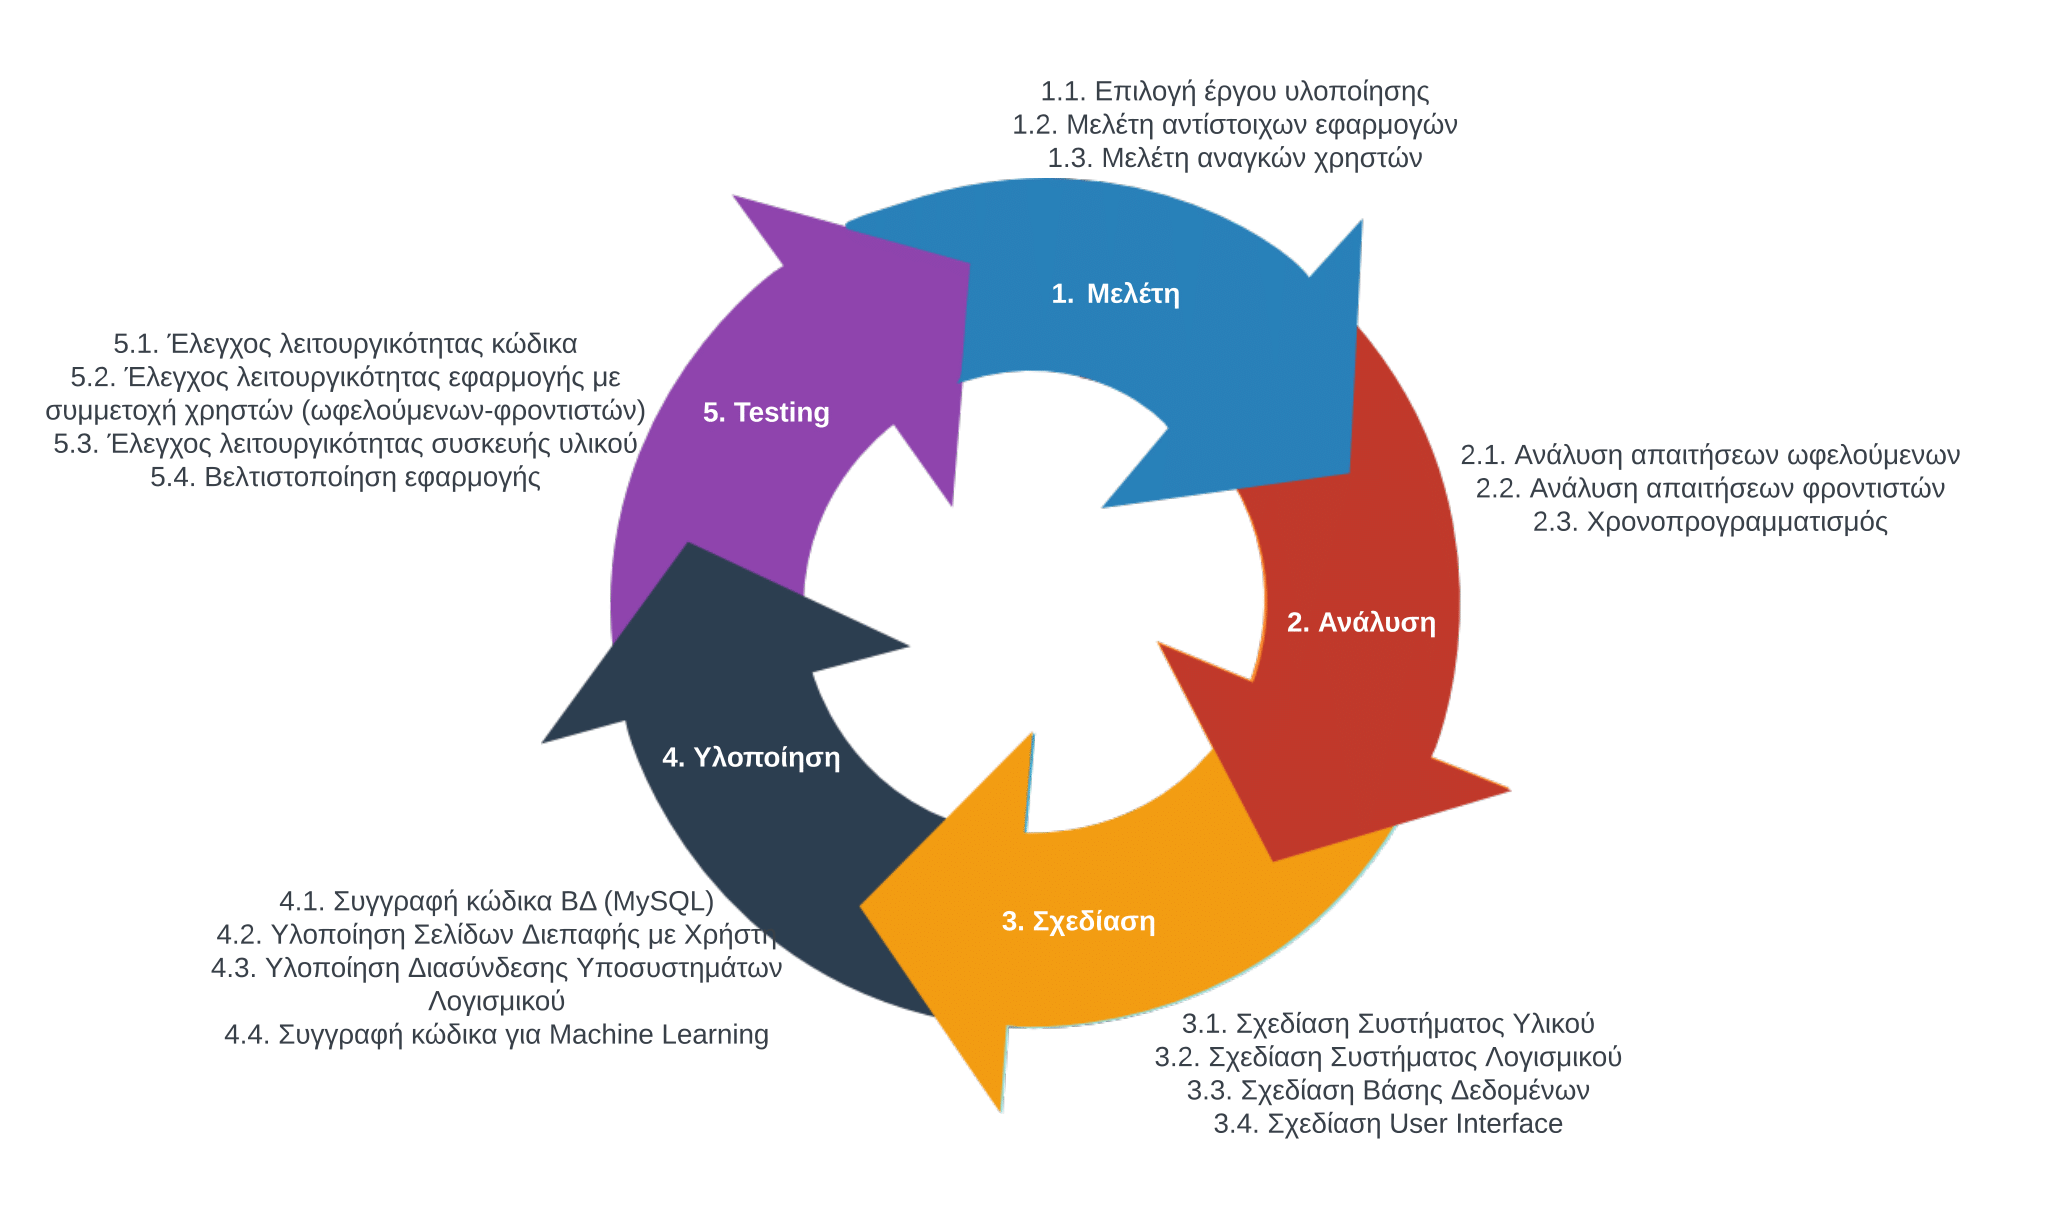 1.1. Επιλογή έργου υλοποίησης
1.2. Μελέτη αντίστοιχων εφαρμογών
1.3. Μελέτη αναγκών χρηστών
1. Μελέτη
2.1. Ανάλυση απαιτήσεων ωφελούμενων
2.2. Ανάλυση απαιτήσεων φροντιστών
2.3. Χρονοπρογραμματισμός
2. Ανάλυση
3. Σχεδίαση
3.1. Σχεδίαση Συστήματος Υλικού
3.2. Σχεδίαση Συστήματος Λογισμικού
3.3. Σχεδίαση Βάσης Δεδομένων
3.4. Σχεδίαση User Interface
4. Υλοποίηση
4.1. Συγγραφή κώδικα ΒΔ (MySQL)
4.2. Υλοποίηση Σελίδων Διεπαφής με Χρήστη
4.3. Υλοποίηση Διασύνδεσης Υποσυστημάτων
Λογισμικού
4.4. Συγγραφή κώδικα για Machine Learning
5. Testing
5.1. Έλεγχος λειτουργικότητας κώδικα
5.2. Έλεγχος λειτουργικότητας εφαρμογής με
συμμετοχή χρηστών (ωφελούμενων-φροντιστών)
5.3. Έλεγχος λειτουργικότητας συσκευής υλικού
5.4. Βελτιστοποίηση εφαρμογής